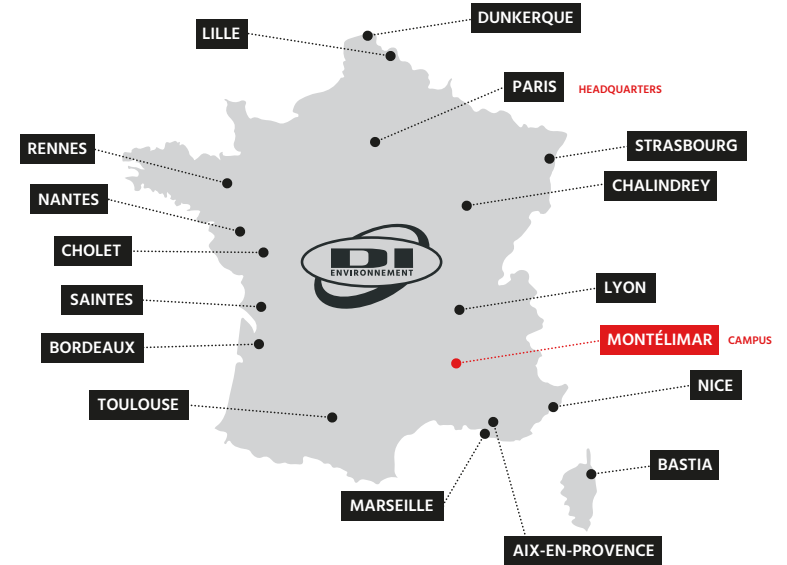 DUNKERQUE
LILLE
PARIS HEADQUARTERS
STRASBOURG
RENNES
CHALINDREY
NANTES
CHOLET
DI
ENVIRONNEMENT
LYON
SAINTES
MONTÉLIMAR CAMPUS
BORDEAUX
NICE
TOULOUSE
BASTIA
MARSEILLE
AIX-EN-PROVENCE